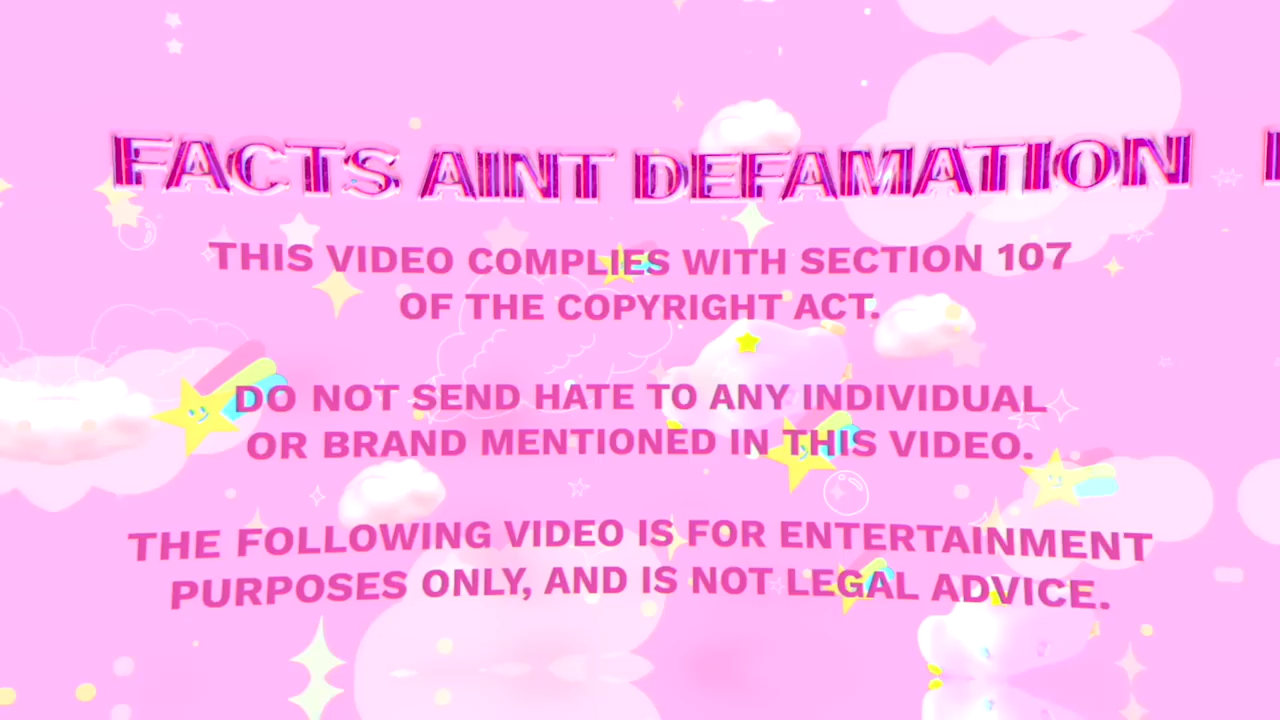 FACTS AINT DEFAMATION
THIS VIDEO COMPLIES WITH SECTION 107
OF THE COPYRIGHT ACT.
DO NOT SEND HATE TO ANY INDIVIDUAL
OR BRAND MENTIONED IN THIS VIDEO.
THE FOLLOWING VIDEO IS FOR ENTERTAINMENT
PURPOSES ONLY, AND IS NOT LEGAL ADVICE.